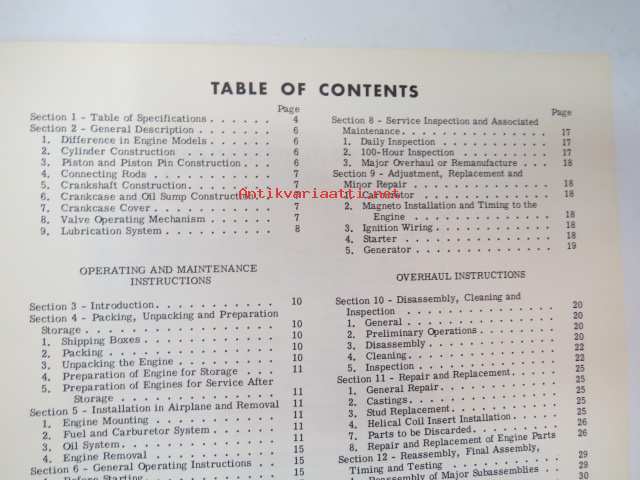 TABLE OF CONTENTS
Page
Section 1 - Table of Specifications . . . . . . 4
Section 2 - General Description . . . . . . . 6
1. Difference in Engine Models . . . . . . . 6
2. Cylinder Construction . . . . . . . . . 6
3. Piston and Piston Pin Construction . . . . 6
4. Connecting Rods . . . . . . . . . . . 7
5. Crankshaft Construction . . . . . . . . 7
6. Crankcase and Oil Sump Construction
7. Crankcase Cover . . . . . . . . . . . 7
8. Valve Operating Mechanism . . . . . . . 7
9. Lubrication System . . . . . . . . . . 8
OPERATING AND MAINTENANCE
INSTRUCTIONS
Section 3 - Introduction . . . . . . . . . . 10
Section 4 - Packing, Unpacking and Preparation
Storage . . . . . . . . . . . . . . . . 10
1. Shipping Boxes . . . . . . . . . . . . 10
2. Packing . . . . . . . . . . . . . . . 10
3. Unpacking the Engine . . . . . . . . . 10
4. Preparation of Engine for Storage . . . . 11
5. Preparation of Engines for Service After
Storage . . . . . . . . . . . . . . . 11
Section 5 - Installation in Airplane and Removal 11
1. Engine Mounting . . . . . . . . . . . 11
2. Fuel and Carburetor System . . . . . . . 11
3. Oil System . . . . . . . . . . . . . . 11
4. Engine Removal . . . . . . . . . . . . 15
Section 6 - General Operating Instructions . . 15
1. Before Starting
Page
Section 8 - Service Inspection and Associated
Maintenance . . . . . . . . . . . . . . 17
1. Daily Inspection . . . . . . . . . . . 17
2. 100-Hour Inspection . . . . . . . . . . 17
3. Major Overhaul or Remanufacture . . . 18
Section 9 - Adjustment, Replacement and
Minor Repair . . . . . . . . . . . . . 18
1. Carburetor . . . . . . . . . . . . . 18
2. Magneto Installation and Timing to the
Engine . . . . . . . . . . . . . . . 18
3. Ignition Wiring . . . . . . . . . . . . 18
4. Starter . . . . . . . . . . . . . . . 18
5. Generator . . . . . . . . . . . . . . 19
OVERHAUL INSTRUCTIONS
Section 10 - Disassembly, Cleaning and
Inspection . . . . . . . . . . . . . . 20
1. General . . . . . . . . . . . . . . . 20
2. Preliminary Operations . . . . . . . . 20
3. Disassembly . . . . . . . . . . . . . 20
4. Cleaning . . . . . . . . . . . . . . . 22
5. Inspection . . . . . . . . . . . . . . 22
Section 11 - Repair and Replacement . . . . . 25
1. General Repair . . . . . . . . . . . . 25
2. Castings . . . . . . . . . . . . . . . 25
3. Stud Replacement . . . . . . . . . . . 25
4. Helical Coil Insert Installation . . . . . 25
7. Parts to be Discarded . . . . . . . . . 26
8. Repair and Replacement of Engine Parts 26
Section 12 - Reassembly, Final Assembly,
Timing and Testing . . . . . . . . . . . 29
1. Reassembly of Major Subassemblies . . 29
30
Antikvariaatti.net